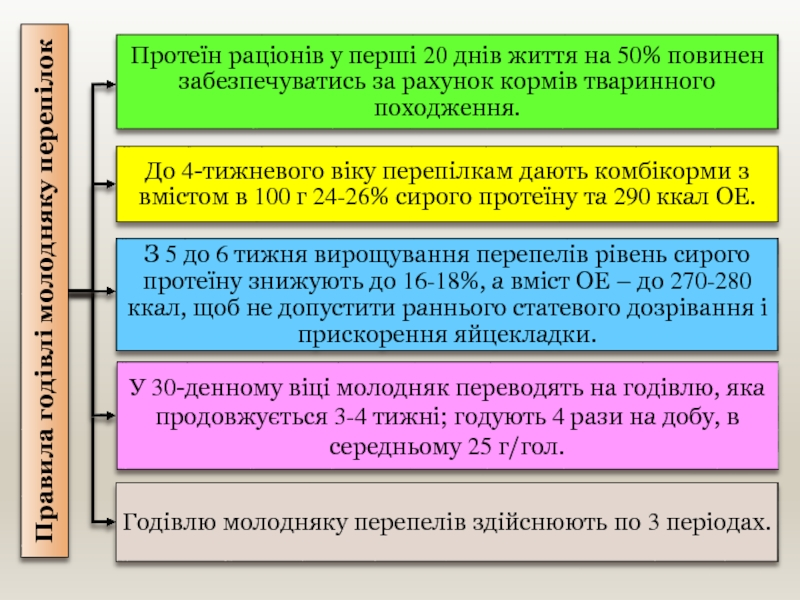 Правила годівлі молодняку перепілок
Протеїн раціонів у перші 20 днів життя на 50% повинен
забезпечуватись за рахунок кормів тваринного
походження.
До 4-тижневого віку перепілкам дають комбікорми з
вмістом в 100 г 24-26% сирого протеїну та 290 ккал ОЕ.
З 5 до 6 тижня вирощування перепелів рівень сирого
протеїну знижують до 16-18%, а вміст ОЕ – до 270-280
ккал, щоб не допустити раннього статевого дозрівання і
прискорення яйцекладки.
У 30-денному віці молодняк переводять на годівлю, яка
продовжується 3-4 тижні; годують 4 рази на добу, в
середньому 25 г/гол.
Годівлю молодняку перепелів здійснюють по 3 періодах.